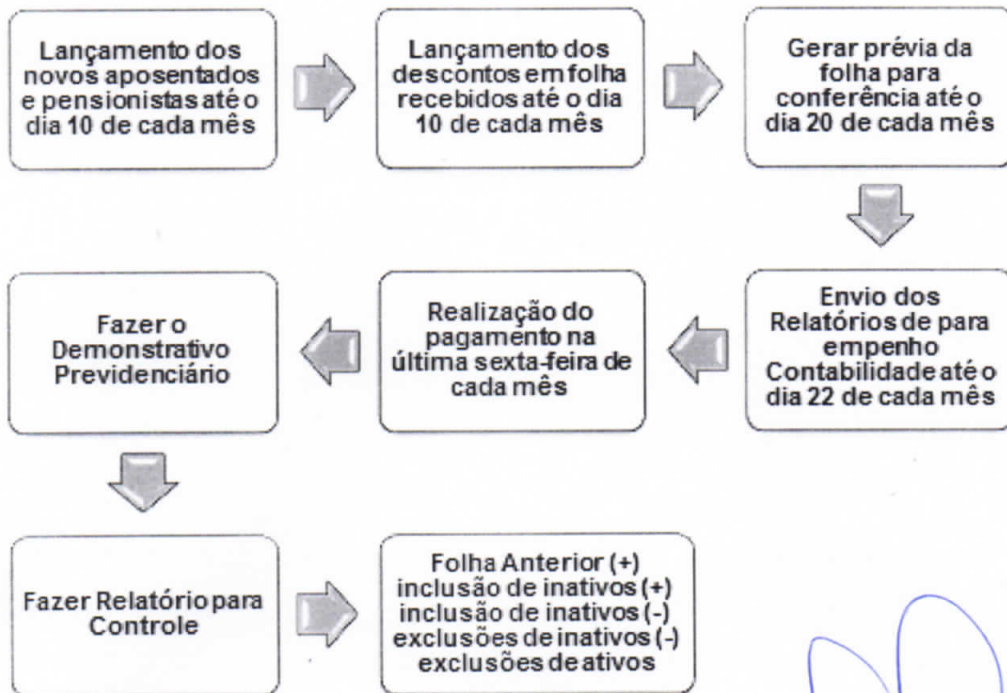 Lançamento dos
novos aposentados
e pensionistas até o
dia 10 de cada mês
Lançamento dos
descontos em folha
recebidos até o dia
10 de cada mês
Gerar prévia da
folha para
conferência até o
dia 20 de cada mês
Envio dos
Relatórios de para
empenho
Contabilidade até o
dia 22 de cada mês
Realização do
pagamento na
última sexta-feira de
cada mês
Fazer o
Demonstrativo
Previdenciário
Fazer Relatório para
Controle
Folha Anterior (+)
inclusão de inativos (+)
inclusão de inativos (-)
exclusões de inativos (-)
exclusões de ativos